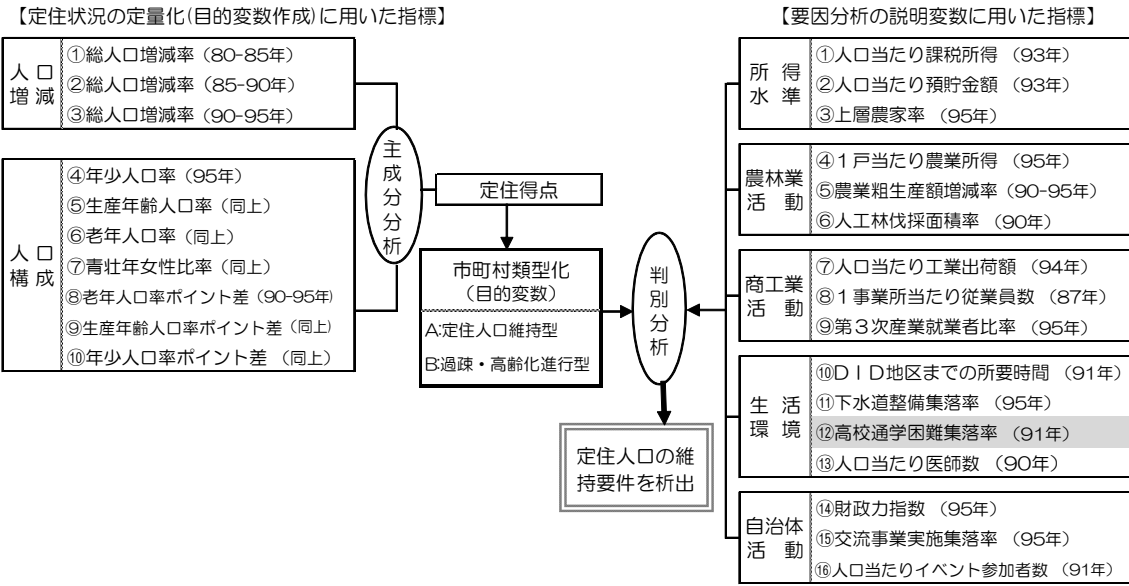 【定住状況の定量化(目的変数作成)に用いた指標】
人口増減
①総人口増減率（80-85年）
②総人口増減率（85-90年）
③総人口増減率（90-95年）
人口構成
④年少人口率（95年）
⑤生産年齢人口率（同上）
⑥老年人口率（同上）
⑦青壮年女性比率（同上）
⑧老年人口率ポイント差（90-95年）
⑨生産年齢人口率ポイント差（同上）
⑩年少人口率ポイント差（同上）
主成分分析
定住得点
市町村類型化
（目的変数）
A:定住人口維持型
B:過疎・高齢化進行型
判別分析
定住人口の維
持要件を析出
【要因分析の説明変数に用いた指標】
所得水準
①人口当たり課税所得（93年）
②人口当たり預貯金額（93年）
③上層農家率（95年）
農林業活動
④１戸当たり農業所得（95年）
⑤農業粗生産額増減率（90-95年）
⑥人工林伐採面積率（90年）
商工業活動
⑦人口当たり工業出荷額（94年）
⑧１事業所当たり従業員数（87年）
⑨第３次産業就業者比率（95年）
生活環境
⑩ＤＩＤ地区までの所要時間（91年）
⑪下水道整備集落率（95年）
⑫高校通学困難集落率（91年）
⑬人口当たり医師数（90年）
自治体活動
⑭財政力指数（95年）
⑮交流事業実施集落率（95年）
⑯人口当たりイベント参加者数（91年）